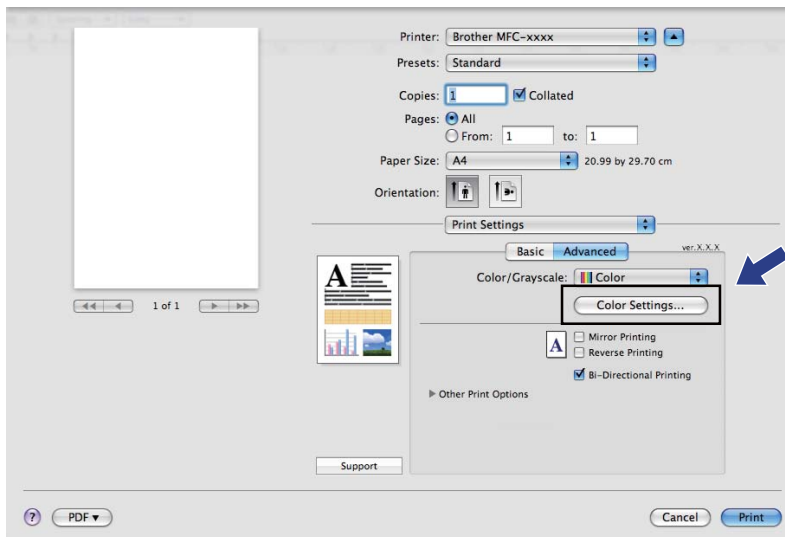 Printer: Brother MFC-xxxx
Presets: Standard
Copies: 1 Collated
Pages: All
From: 1 to: 1
Paper Size: A4 20.99 by 29.70 cm
Orientation:
Print Settings
Basic Advanced ver.X.X.X
Color/Grayscale: Color
Color Settings...
1 of 1
A
A
Mirror Printing
Reverse Printing
Bi-Directional Printing
Other Print Options
Support
? PDF Cancel Print